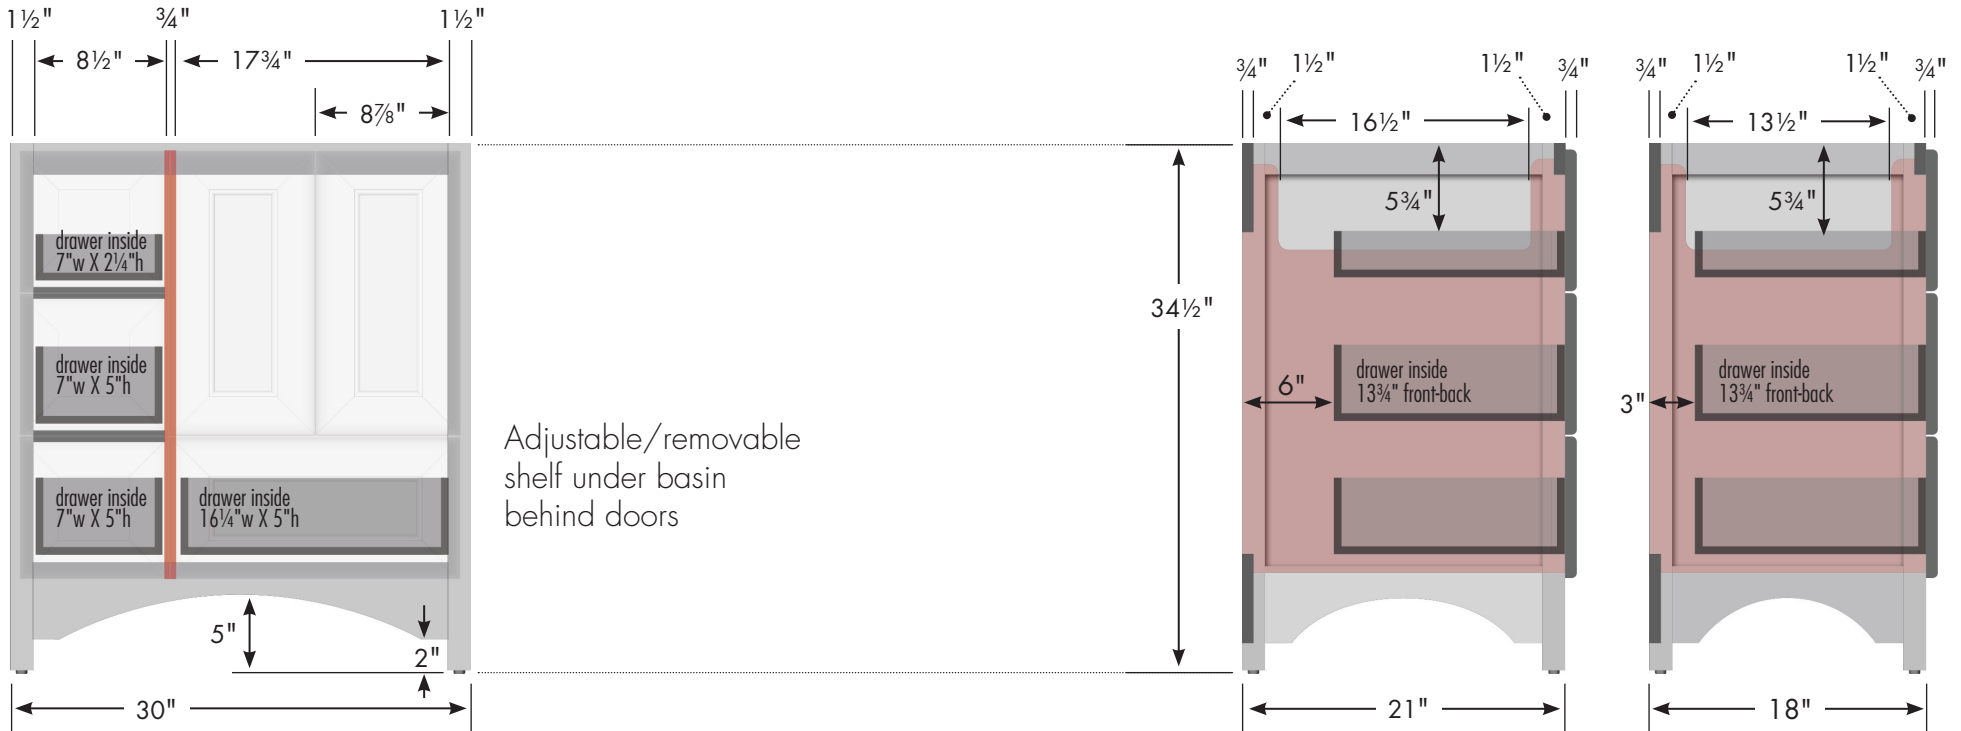 1½" ¾" 1½"
8½" 17¾"
8⅞"
drawer inside
7"w X 2¼"h
drawer inside
7"w X 5"h
drawer inside
7"w X 5"h
drawer inside
16¼"w X 5"h
5"
2"
30"
Adjustable/removable
shelf under basin
behind doors
34½"
¾" 1½" 1½" ¾"
16½"
5¾"
6"
drawer inside
13¾" front-back
21"
¾" 1½" 1½" ¾"
13½"
5¾"
3"
drawer inside
13¾" front-back
18"